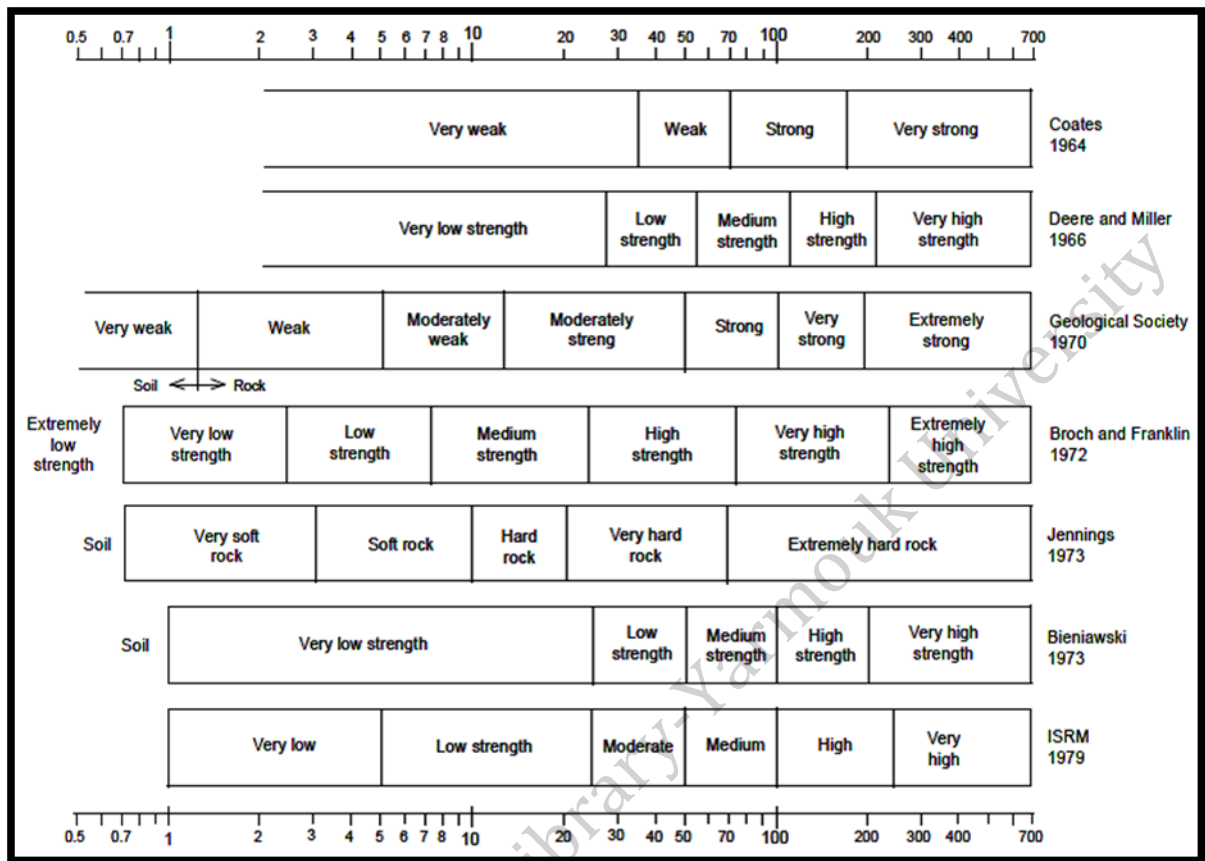 0.5 0.7 1 2 3 4 5 6 7 8 10 20 30 40 50 70 100 200 300 400 700
Very weak Weak Strong Very strong Coates
1964
Very low strength Low
strength Medium
strength High
strength Very high
strength Deere and Miller
1966
Very weak Weak Moderately
weak Moderately
streng Strong Very
strong Extremely
strong Geological Society
1970
Soil Rock
Extremely
low
strength Very low
strength Low
strength Medium
strength High
strength Very high
strength Extremely
high
strength Broch and Franklin
1972
Soil Very soft
rock Soft rock Hard
rock Very hard
rock Extremely hard rock Jennings
1973
Soil Very low strength Low
strength Medium
strength High
strength Very high
strength Bieniawski
1973
Very low Low strength Moderate Medium High Very
high ISRM
1979
0.5 0.7 1 2 3 4 5 6 7 8 10 20 30 40 50 70 100 200 300 400 700
Library-Yarmouk University